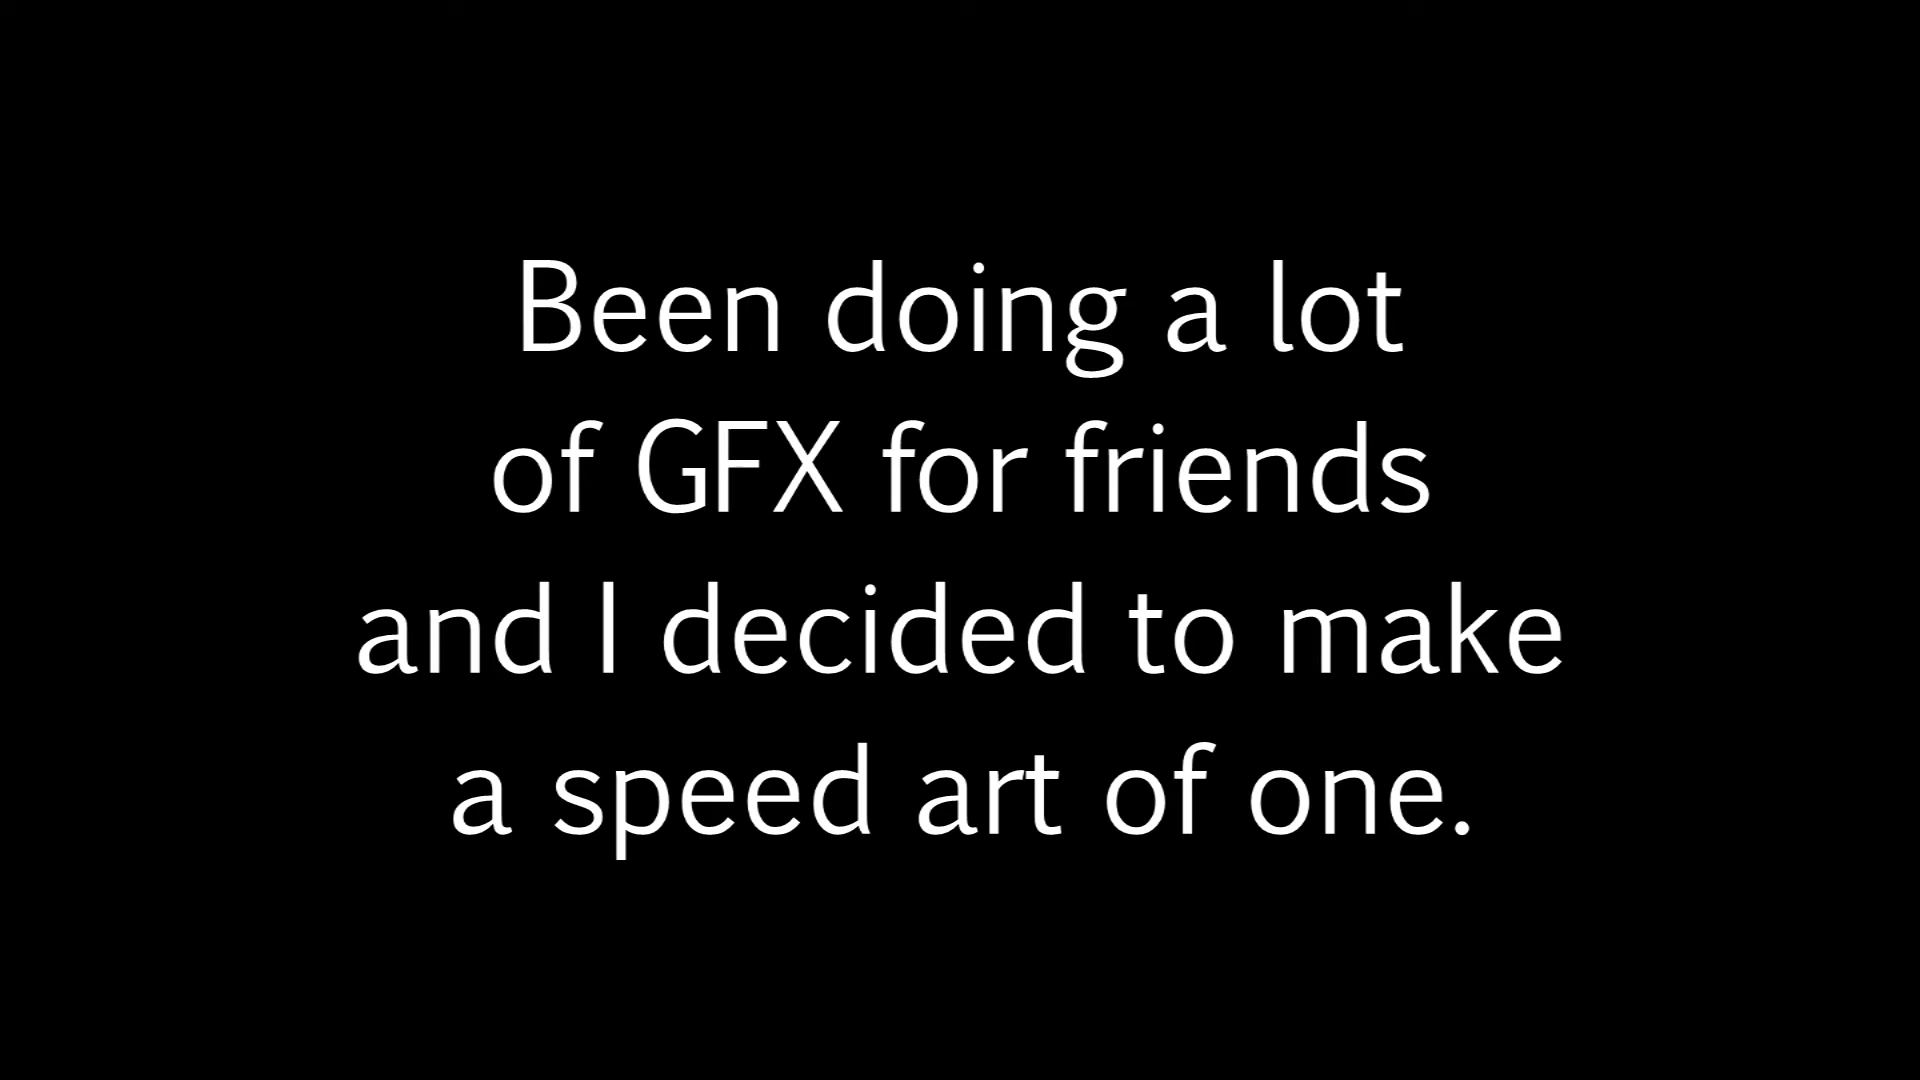 Been doing a lot
of GFX for friends
and I decided to make
a speed art of one.